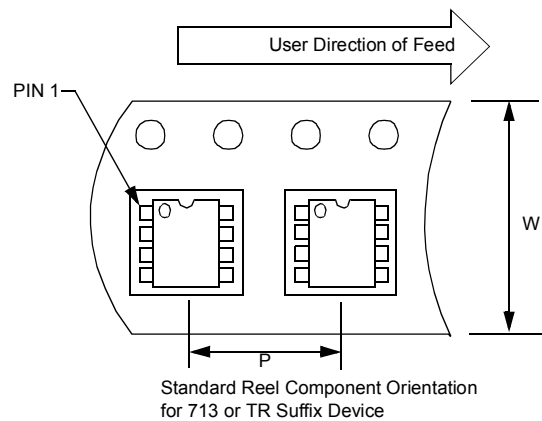 User Direction of Feed
PIN 1
W
P
Standard Reel Component Orientation
for 713 or TR Suffix Device